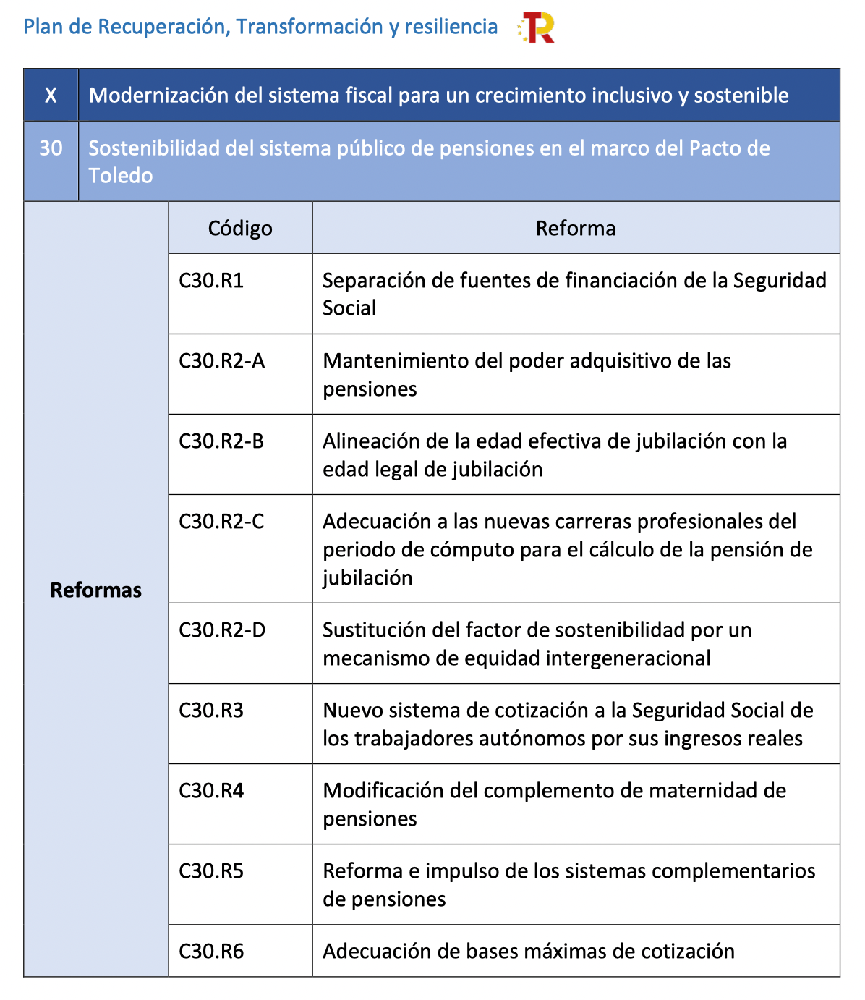 Plan de Recuperación, Transformación y resiliencia
TR
X
Modernización del sistema fiscal para un crecimiento inclusivo y sostenible
30
Sostenibilidad del sistema público de pensiones en el marco del Pacto de
Toledo
Reformas
Código
Reforma
C30.R1
Separación de fuentes de financiación de la Seguridad
Social
C30.R2-A
Mantenimiento del poder adquisitivo de las
pensiones
C30.R2-B
Alineación de la edad efectiva de jubilación con la
edad legal de jubilación
C30.R2-C
Adecuación a las nuevas carreras profesionales del
periodo de cómputo para el cálculo de la pensión de
jubilación
C30.R2-D
Sustitución del factor de sostenibilidad por un
mecanismo de equidad intergeneracional
C30.R3
Nuevo sistema de cotización a la Seguridad Social de
los trabajadores autónomos por sus ingresos reales
C30.R4
Modificación del complemento de maternidad de
pensiones
C30.R5
Reforma e impulso de los sistemas complementarios
de pensiones
C30.R6
Adecuación de bases máximas de cotización